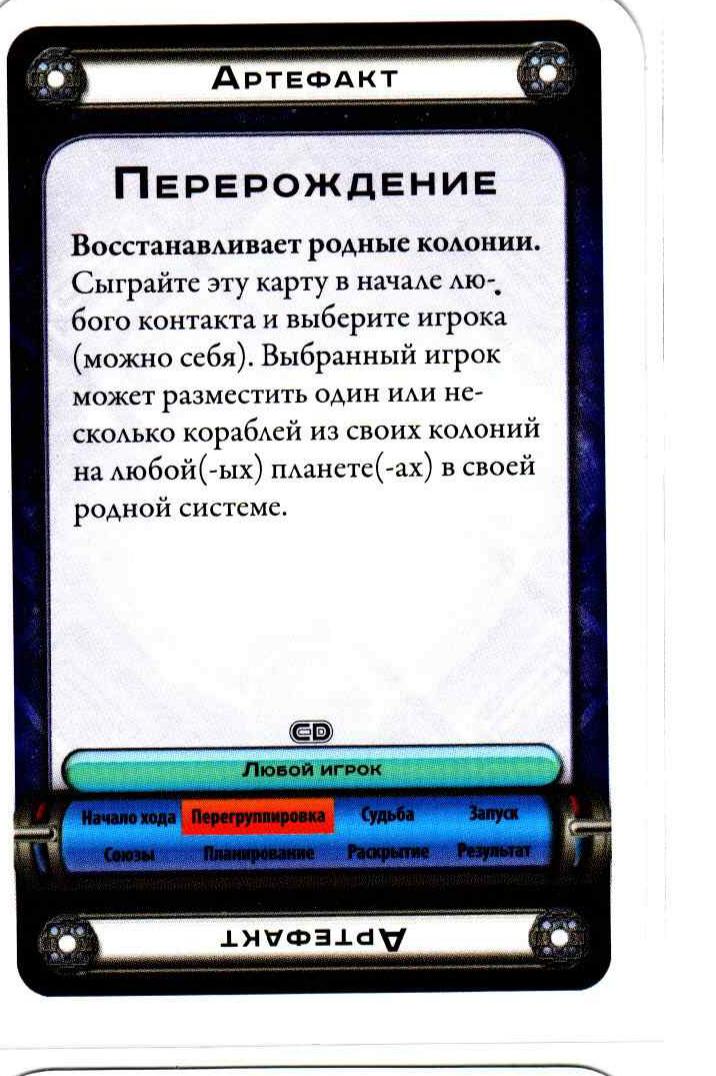 Артефакт
Перерождение
Восстанавливает родные колонии.
Сыграйте эту карту в начале лю-
бого контакта и выберите игрока
(можно себя). Выбранный игрок
может разместить один или не-
сколько кораблей из своих колоний
на любой(-ых) планете(-ах) в своей
родной системе.
CD
Любой игрок
Начало хода Перегруппировка Судьба Запуск
Союзы Планирование Раскрытие Результат
Артефакт